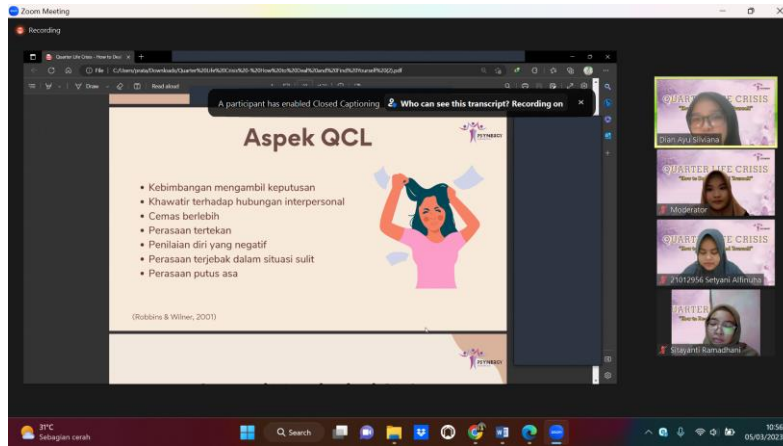 Zoom Meeting
Recording
Quarter Life Crisis - How to Deal
File
Draw
Read aloud
A participant has enabled Closed Captioning
Who can see this transcript? Recording on
Aspek QCL
PSYNERGY
• Kebimbangan mengambil keputusan
• Khawatir terhadap hubungan interpersonal
• Cemas berlebih
• Perasaan tertekan
• Penilaian diri yang negatif
• Perasaan terjebak dalam situasi sulit
• Perasaan putus asa
(Robbins & Wilner, 2001)
PSYNERGY
QUARTER LIFE CRISIS
Dian Ayu Silviana
QUARTER LIFE CRISIS
Moderator
QUARTER LIFE CRISIS
21012956 Setyani Alfinuha
QUARTER
Sitayanti Ramadhani
31°C
Sebagian cerah
Search
10:56
05/03/2023